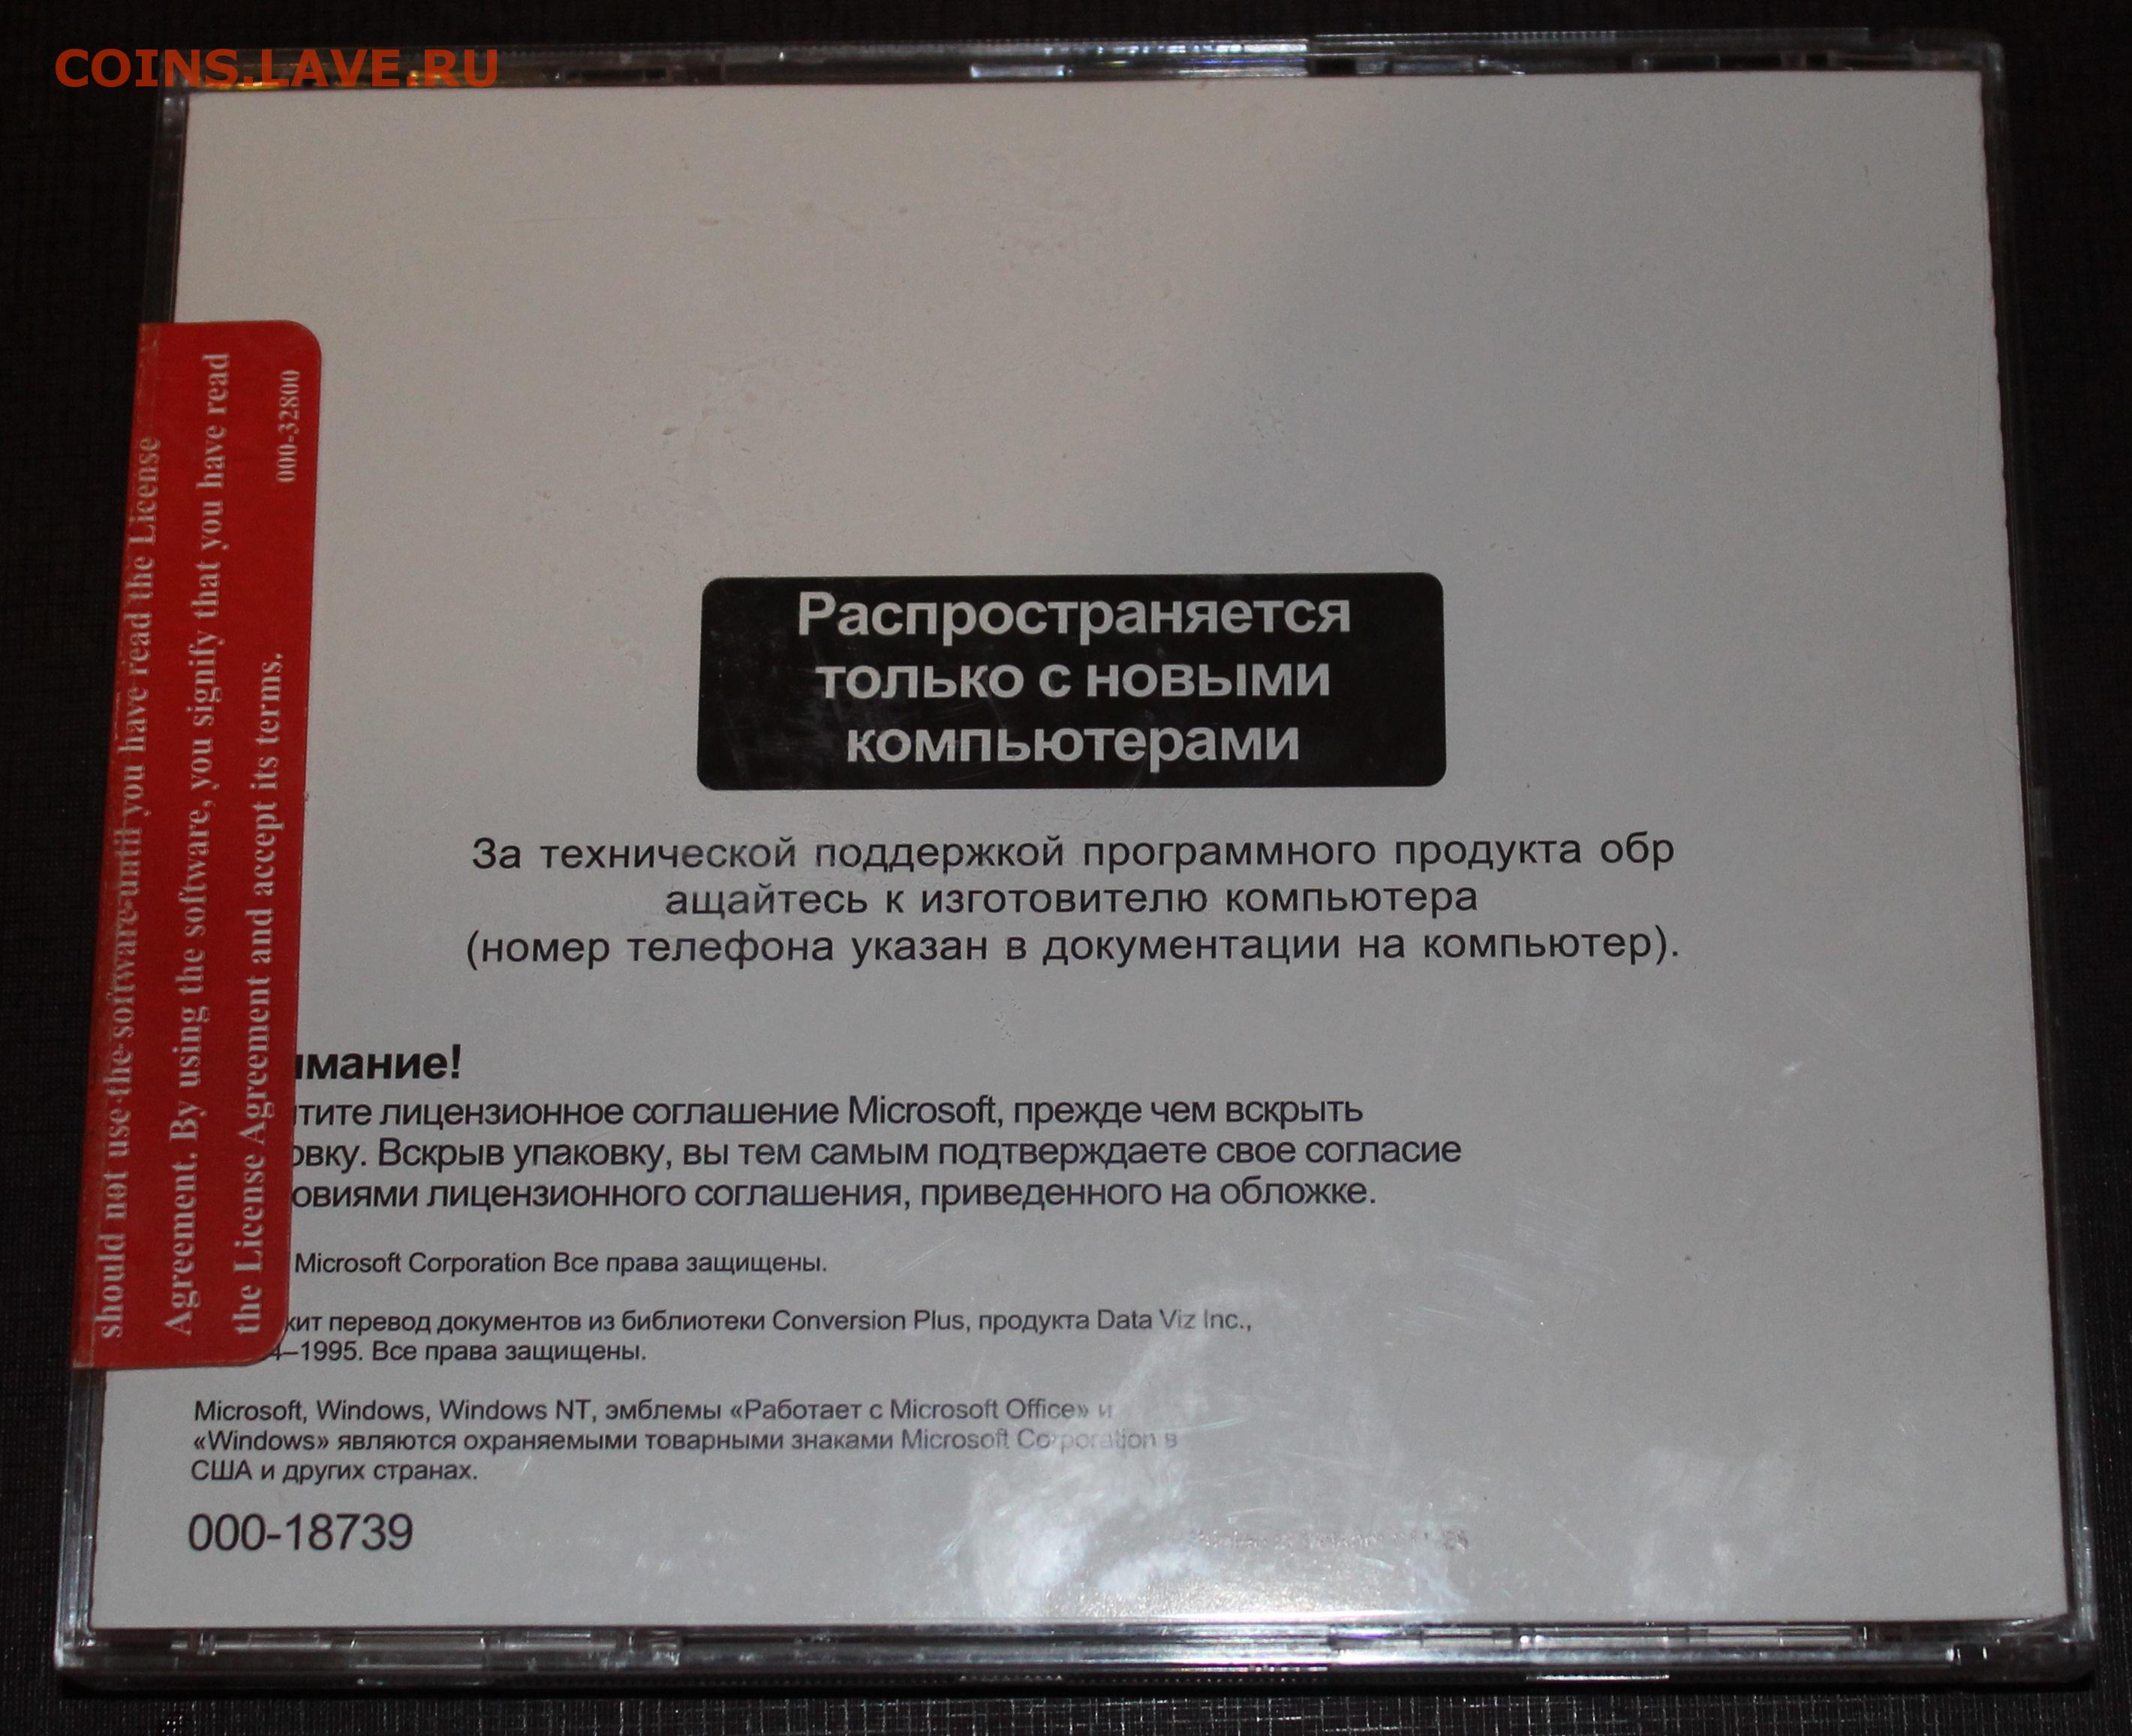 COINS.LAVE.RU
should not use the software until you have read the License
Agreement. By using the software, you signify that you have read
the License Agreement and accept its terms.
000-32800
Распространяется
только с новыми
компьютерами
За технической поддержкой программного продукта обр
ащайтесь к изготовителю компьютера
(номер телефона указан в документации на компьютер).
имание!
тите лицензионное соглашение Microsoft, прежде чем вскрыть
овку. Вскрыв упаковку, вы тем самым подтверждаете свое согласие
овиями лицензионного соглашения, приведенного на обложке.
Microsoft Corporation Все права защищены.
жит перевод документов из библиотеки Conversion Plus, продукта Data Viz Inc.,
4–1995. Все права защищены.
Microsoft, Windows, Windows NT, эмблемы «Работает с Microsoft Office» и
«Windows» являются охраняемыми товарными знаками Microsoft Corporation в
США и других странах.
000-18739